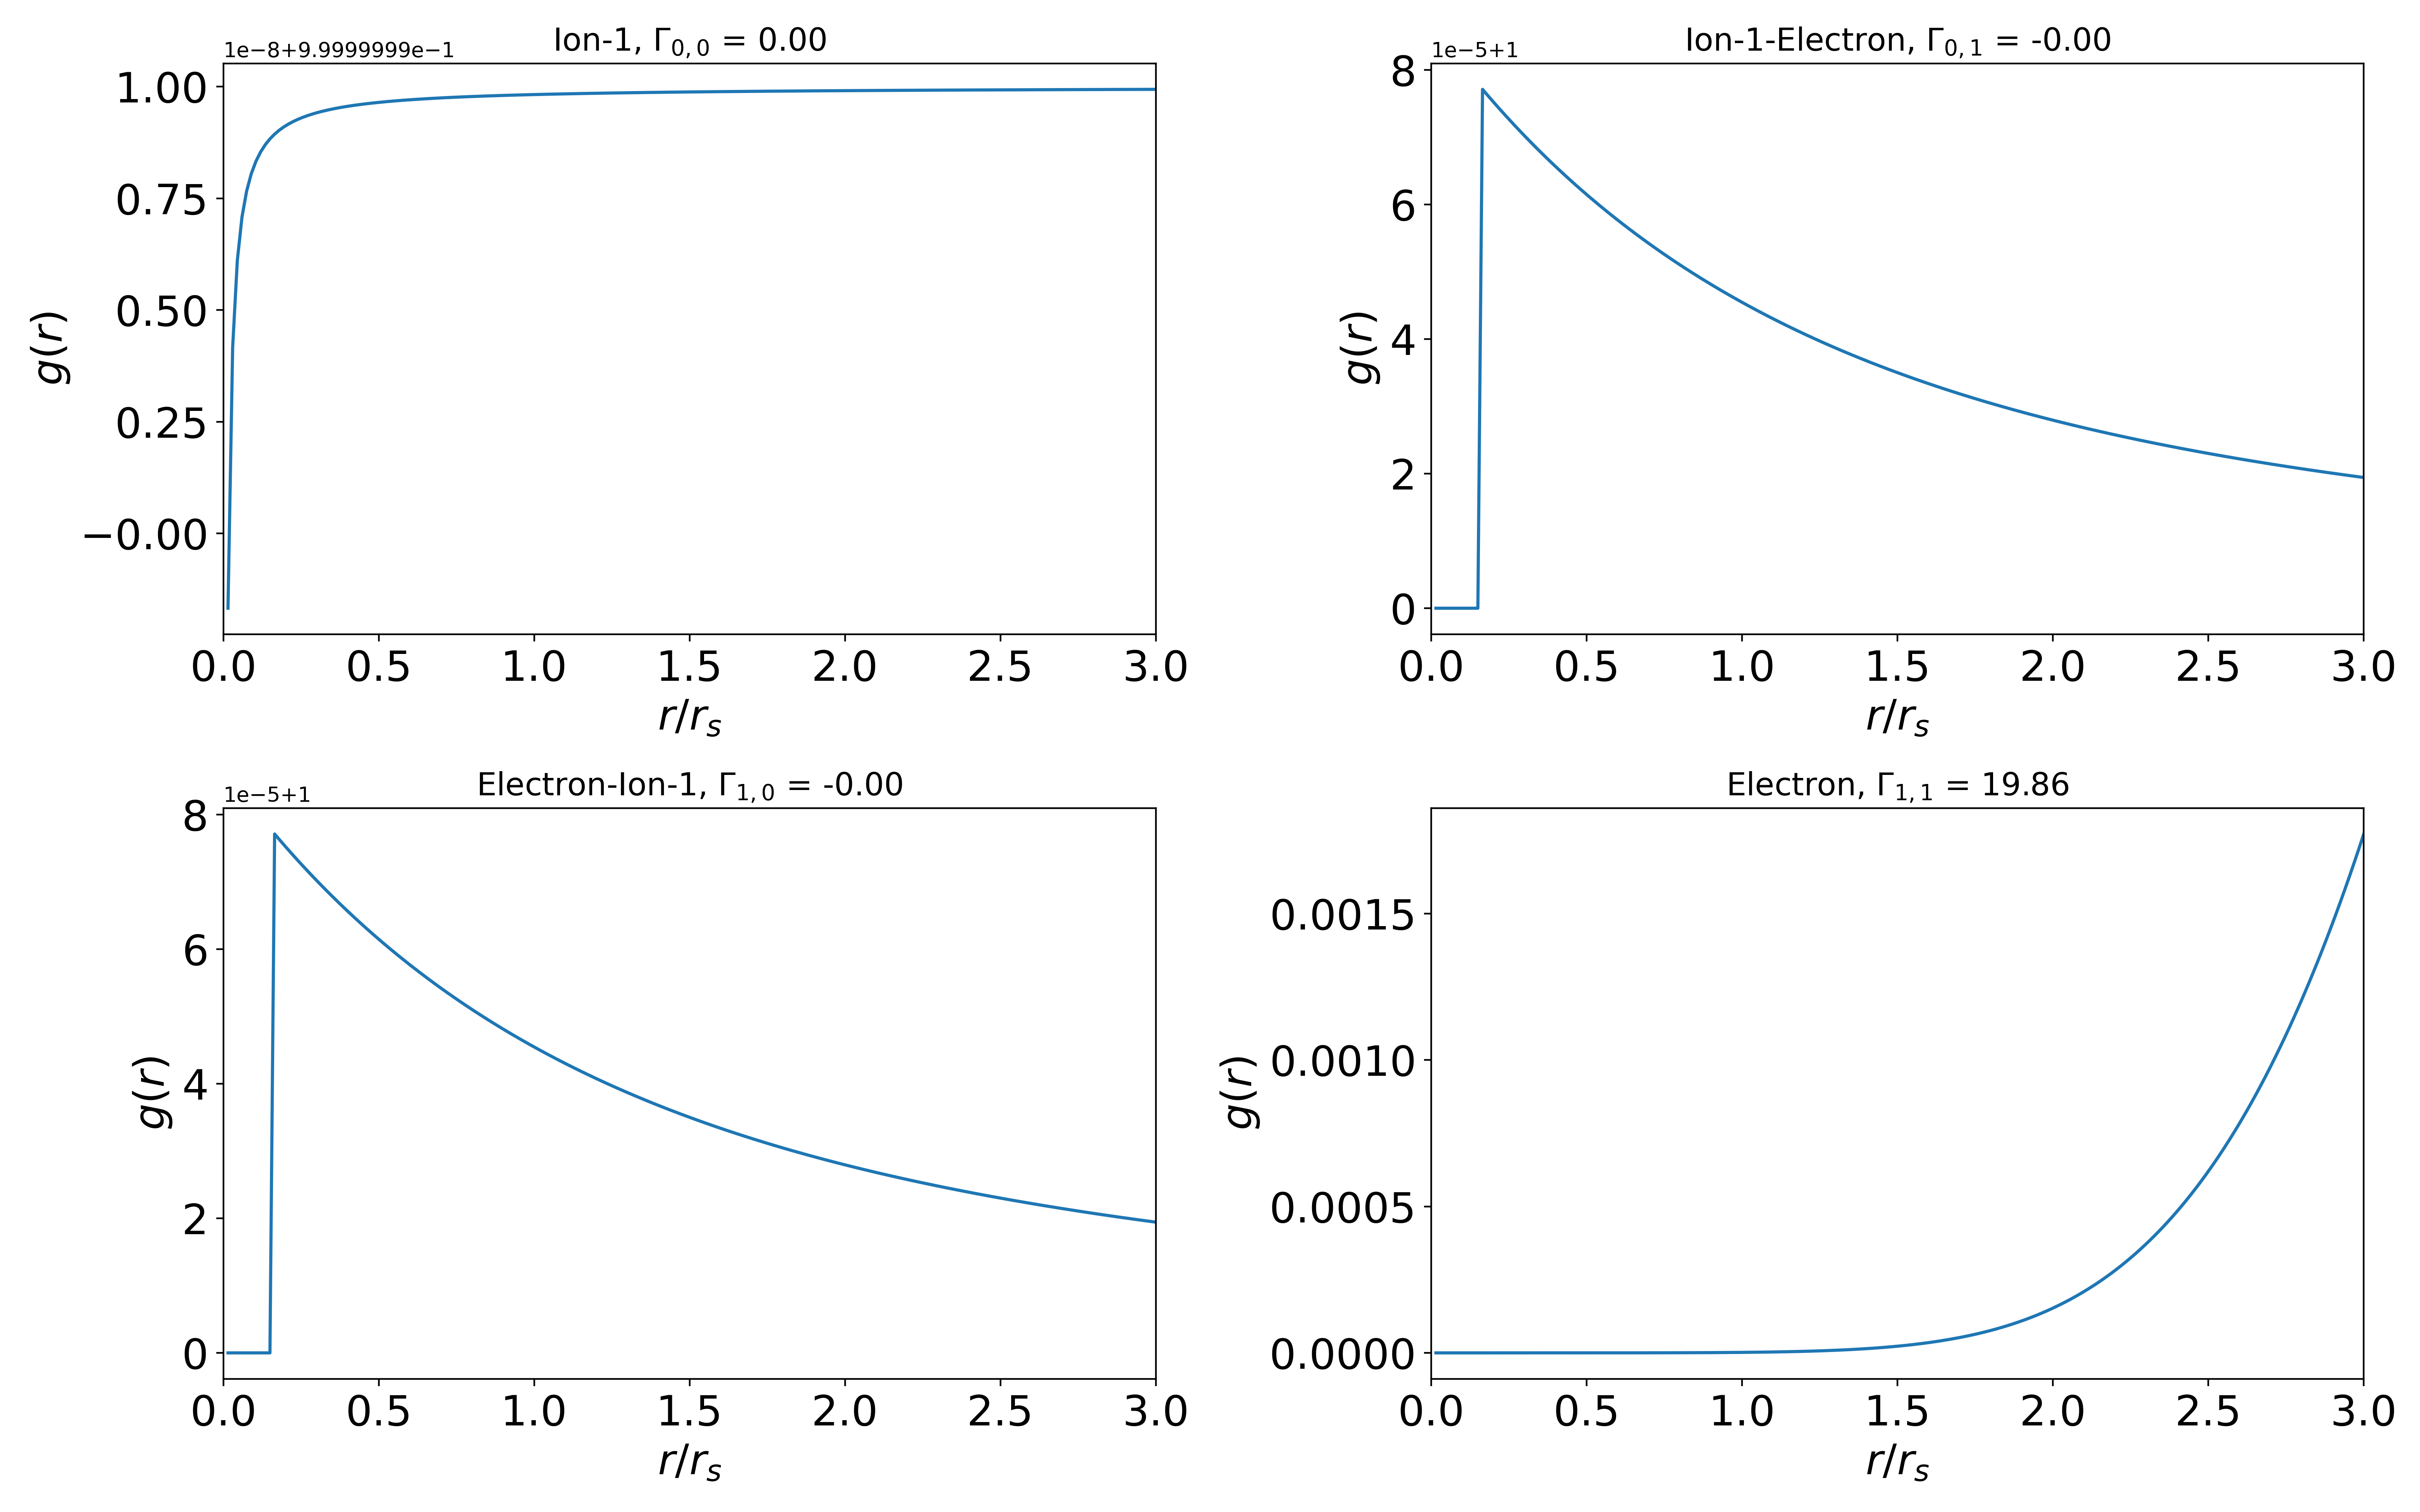 Ion-1, Γ0,0 = 0.00
1e−8+9.9999999e−1
1.00
0.75
0.50
0.25
−0.00
g(r)
0.0 0.5 1.0 1.5 2.0 2.5 3.0
r/rs
Ion-1-Electron, Γ0,1 = -0.00
1e−5+1
8
6
4
2
0
g(r)
0.0 0.5 1.0 1.5 2.0 2.5 3.0
r/rs
Electron-Ion-1, Γ1,0 = -0.00
1e−5+1
8
6
4
2
0
g(r)
0.0 0.5 1.0 1.5 2.0 2.5 3.0
r/rs
Electron, Γ1,1 = 19.86
0.0015
0.0010
0.0005
0.0000
g(r)
0.0 0.5 1.0 1.5 2.0 2.5 3.0
r/rs